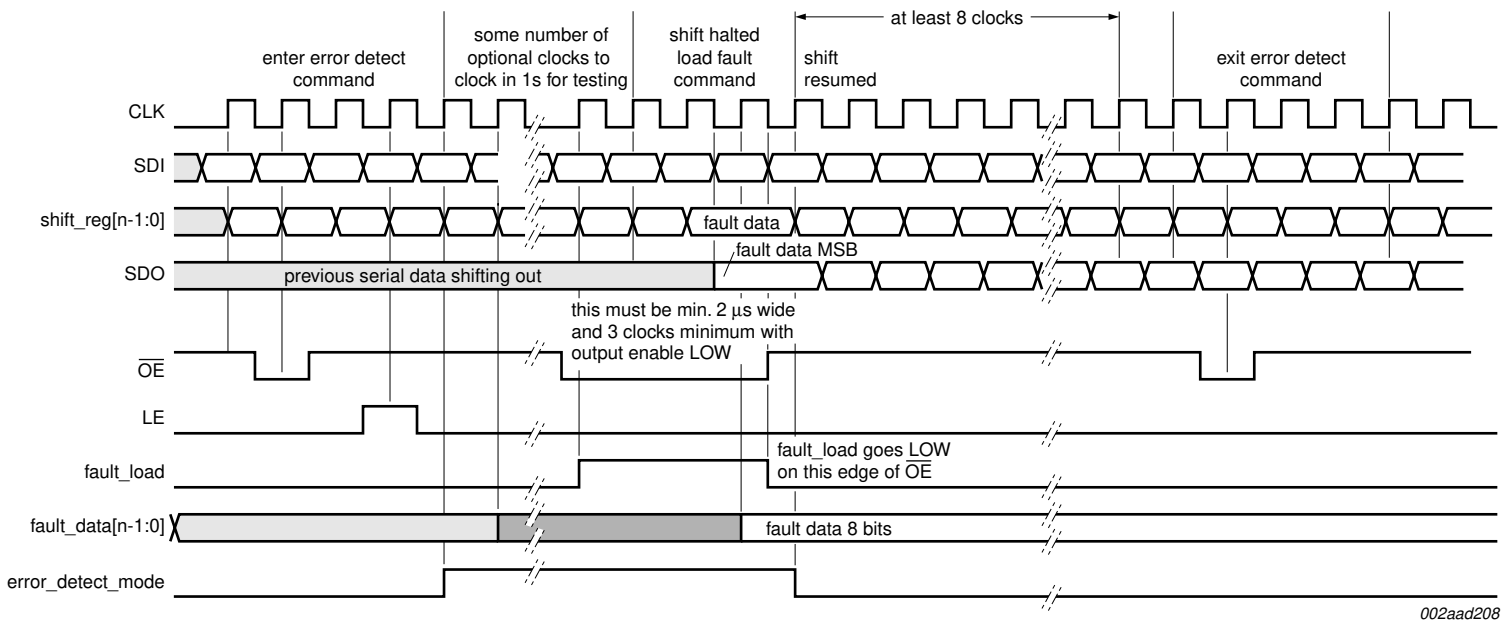 at least 8 clocks
enter error detect
command
some number of
optional clocks to
clock in 1s for testing
shift halted
load fault
command
shift
resumed
exit error detect
command
CLK
SDI
shift_reg[n-1:0]
fault data
fault data MSB
SDO
previous serial data shifting out
this must be min. 2 μs wide
and 3 clocks minimum with
output enable LOW
OE
LE
fault_load
fault_load goes LOW
on this edge of OE
fault_data[n-1:0]
fault data 8 bits
error_detect_mode
002aad208